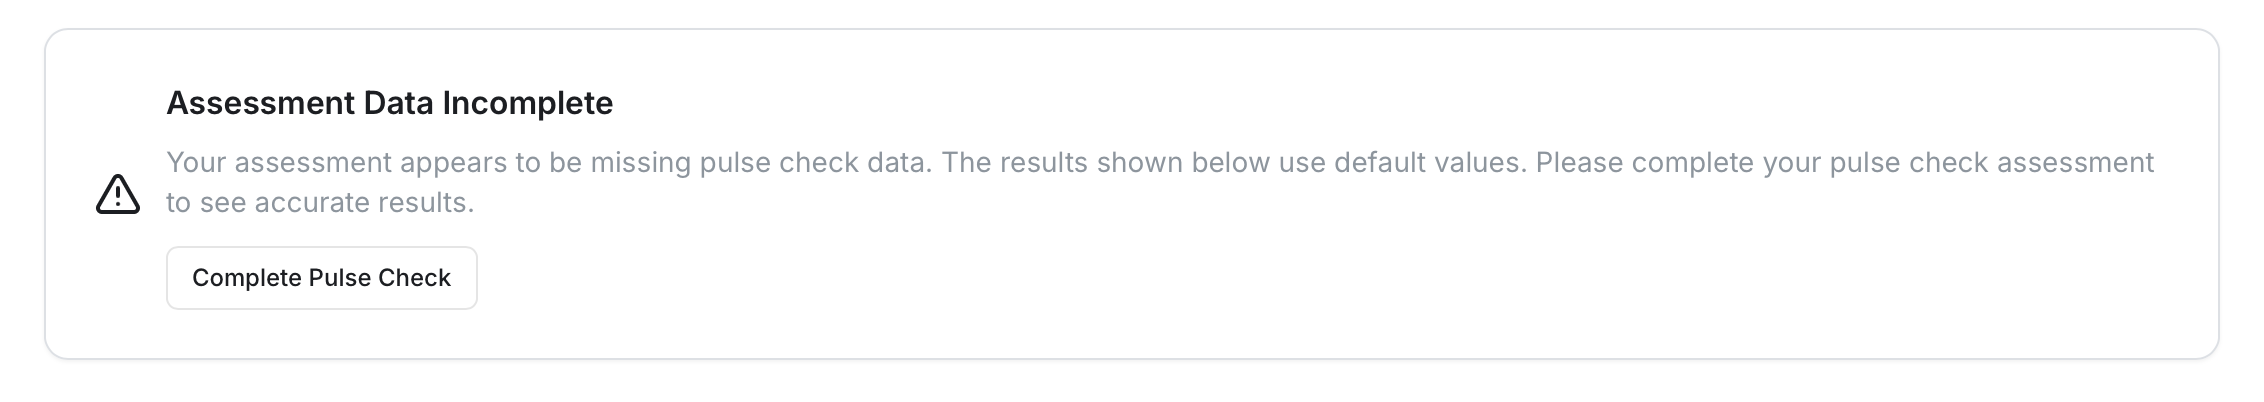 Assessment Data Incomplete
Your assessment appears to be missing pulse check data. The results shown below use default values. Please complete your pulse check assessment
to see accurate results.
Complete Pulse Check